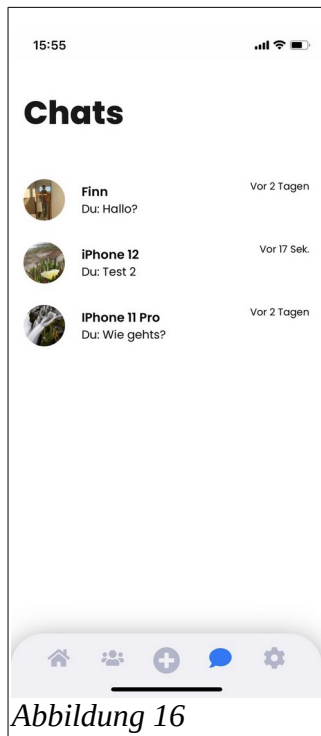 15:55
Chats
Finn
Vor 2 Tagen
Du: Hallo?
iPhone 12
Vor 17 Sek.
Du: Test 2
IPhone 11 Pro
Vor 2 Tagen
Du: Wie gehts?
Abbildung 16